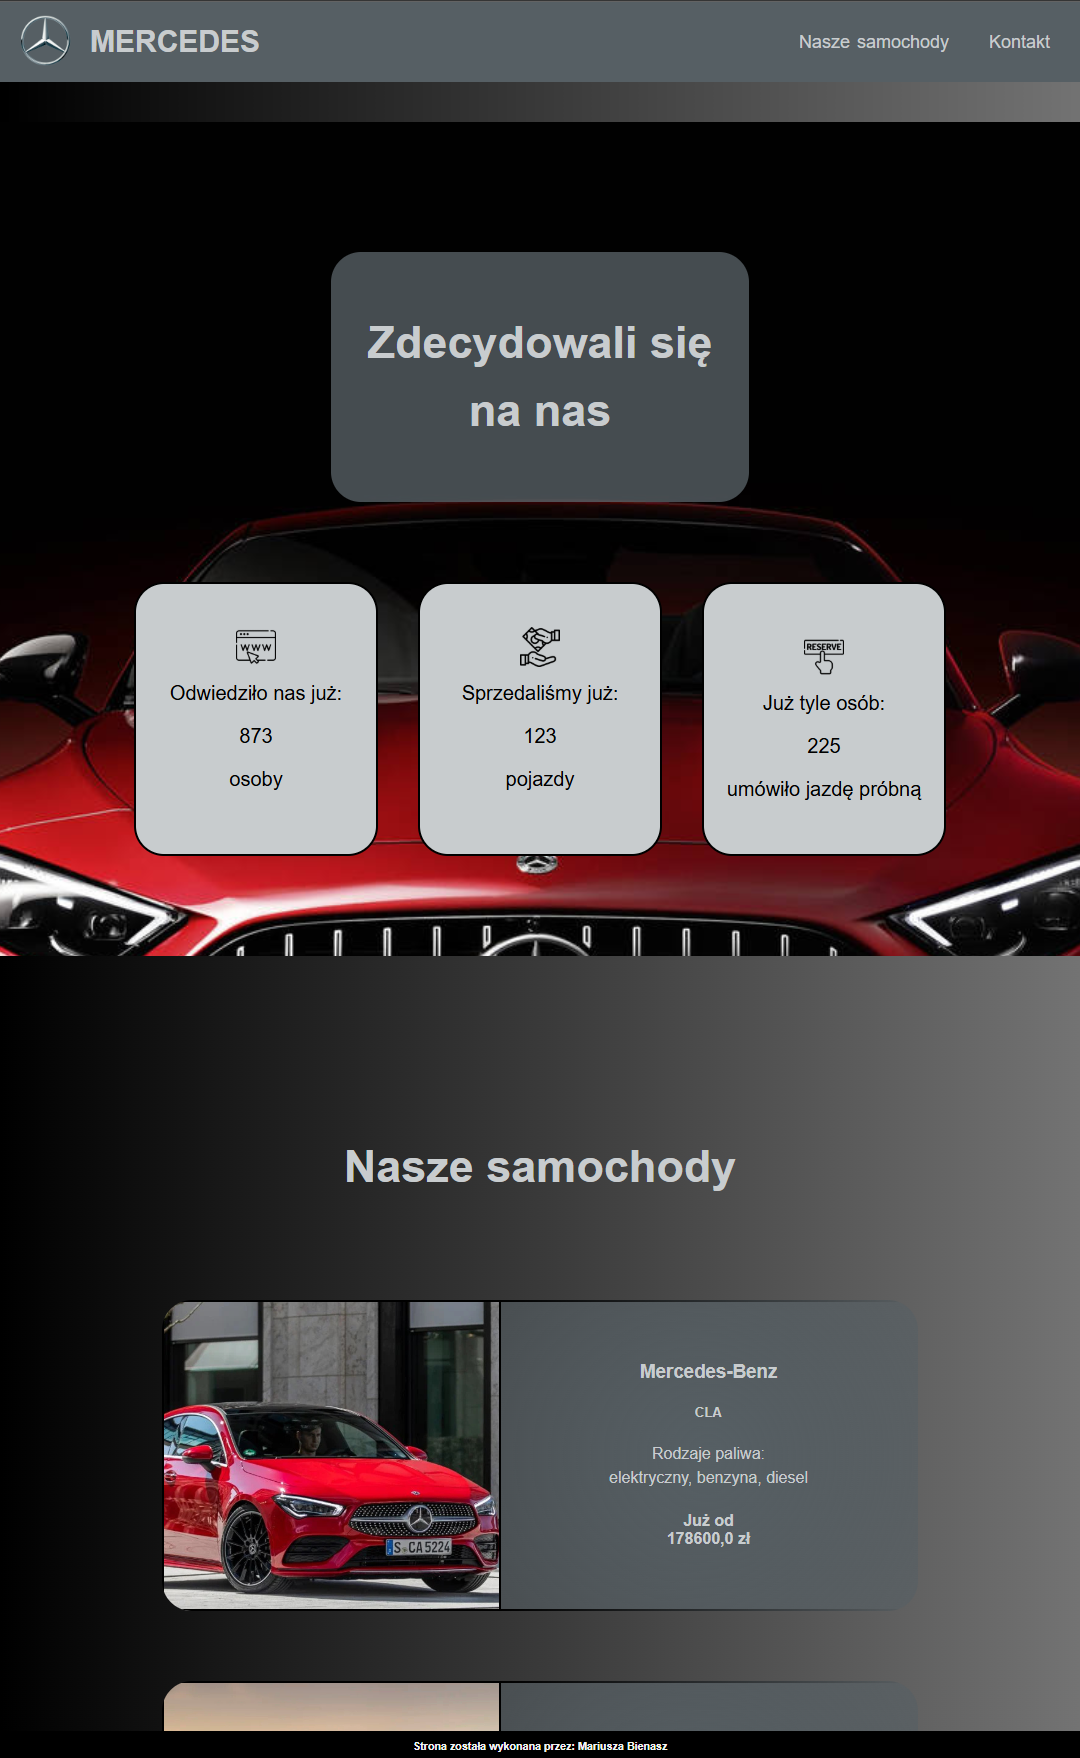 MERCEDES
Nasze samochody
Kontakt
Zdecydowali się
na nas
WWW
Odwiedziło nas już:
873
osoby
Sprzedaliśmy już:
123
pojazdy
RESERVE
Już tyle osób:
225
umówiło jazdę próbną
Nasze samochody
S CA 5224
Mercedes-Benz
CLA
Rodzaje paliwa:
elektryczny, benzyna, diesel
Już od
178600,0 zł
Strona została wykonana przez: Mariusza Bienasz